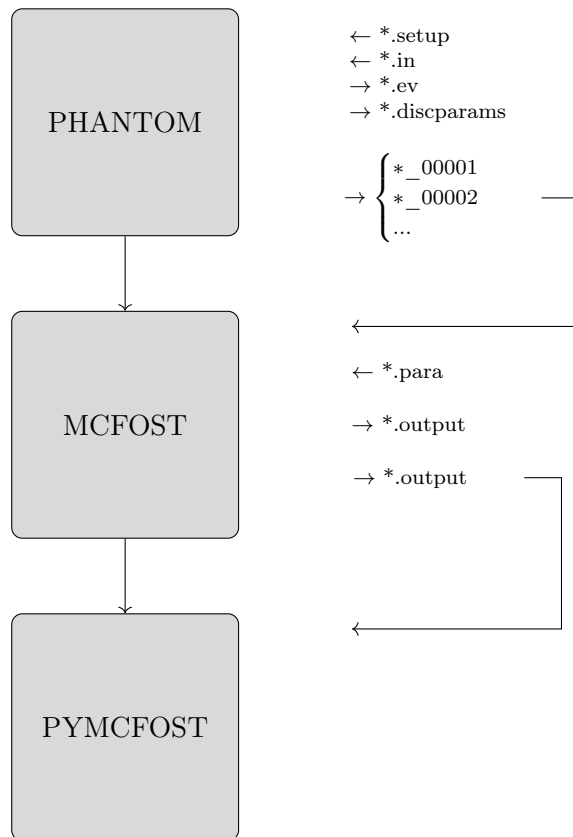 PHANTOM
← *.setup
← *.in
→ *.ev
→ *.discparams
→ { *_00001
*_00002
...
MCFOST
← *.para
→ *.output
→ *.output
PYMCFOST